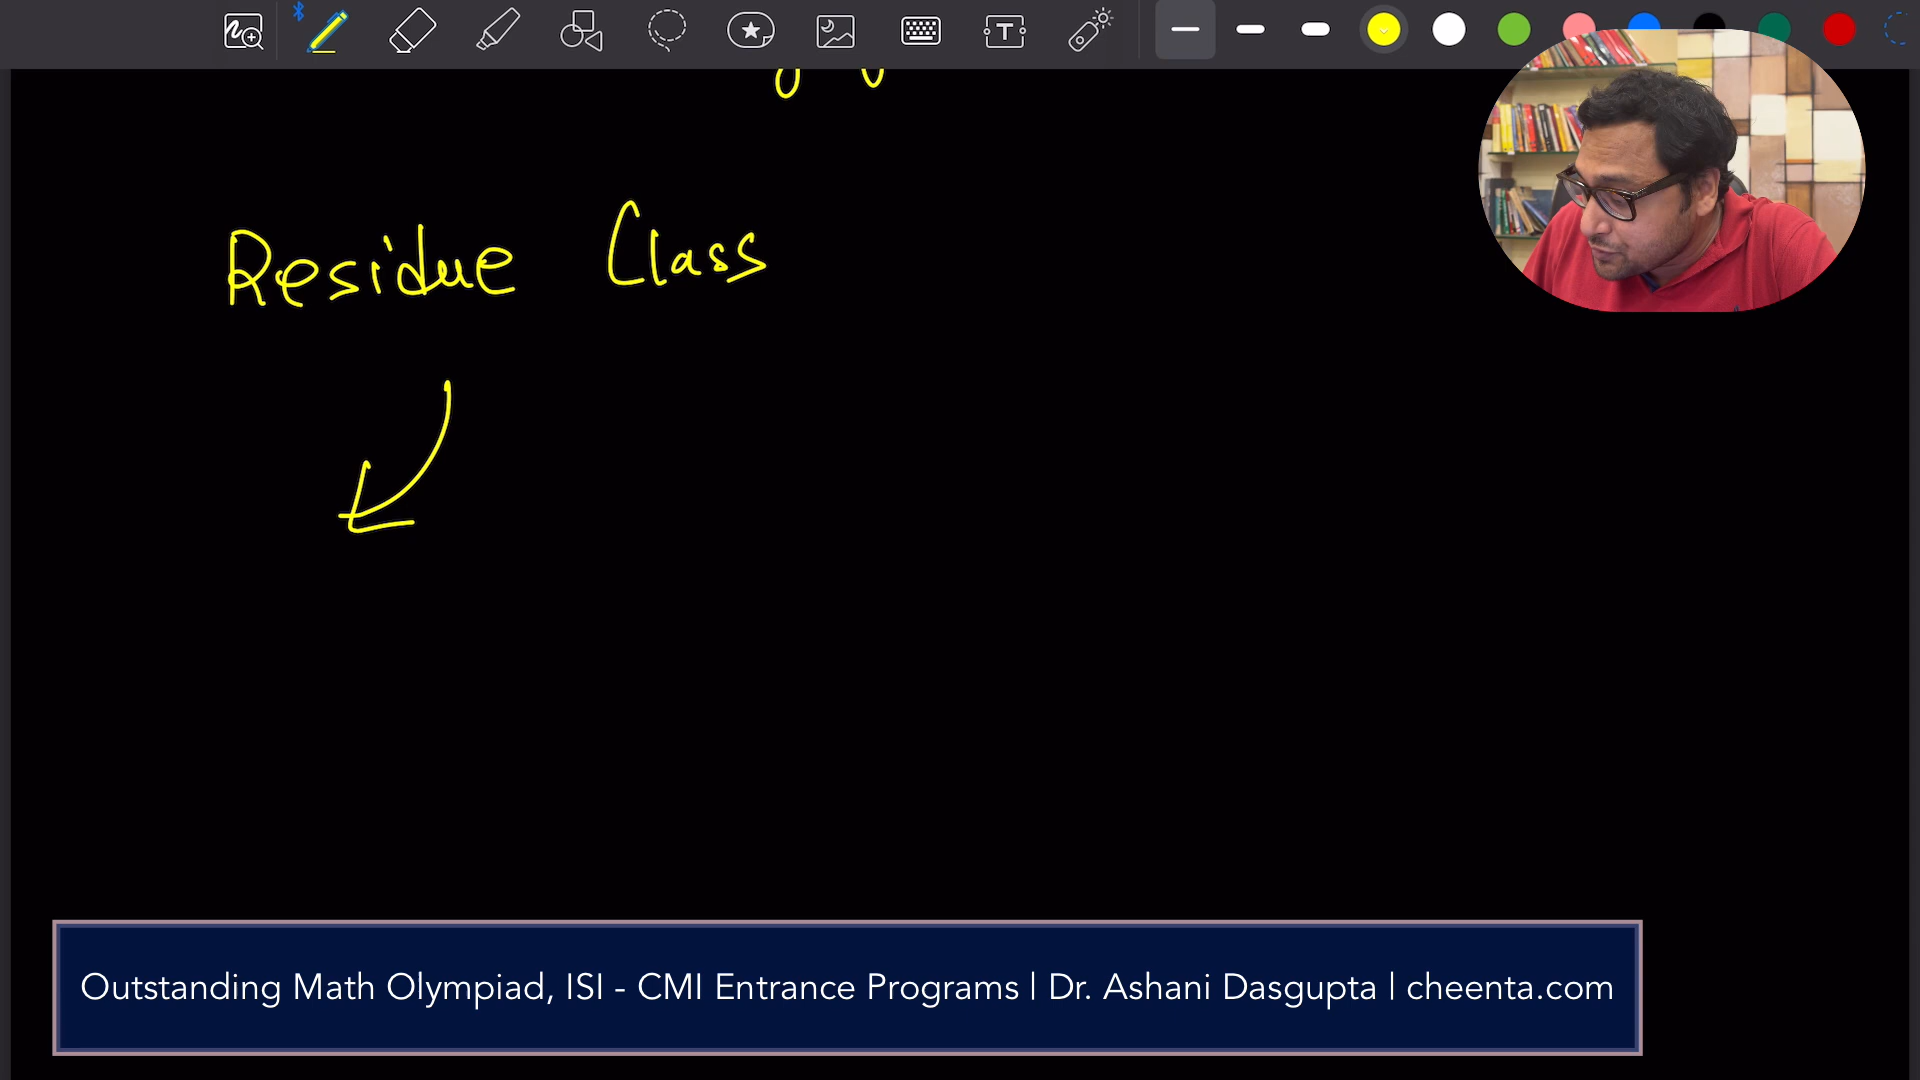 Residue Class
Outstanding Math Olympiad, ISI - CMI Entrance Programs | Dr. Ashani Dasgupta | cheenta.com